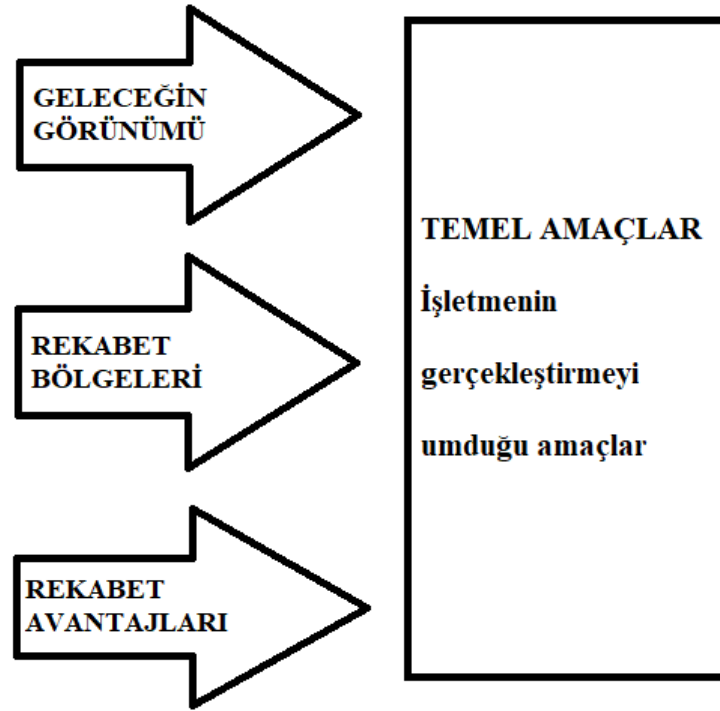 GELECEĞİN
GÖRÜNÜMÜ
REKABET
BÖLGELERİ
REKABET
AVANTAJLARI
TEMEL AMAÇLAR
İşletmenin
gerçekleştirmeyi
umduğu amaçlar